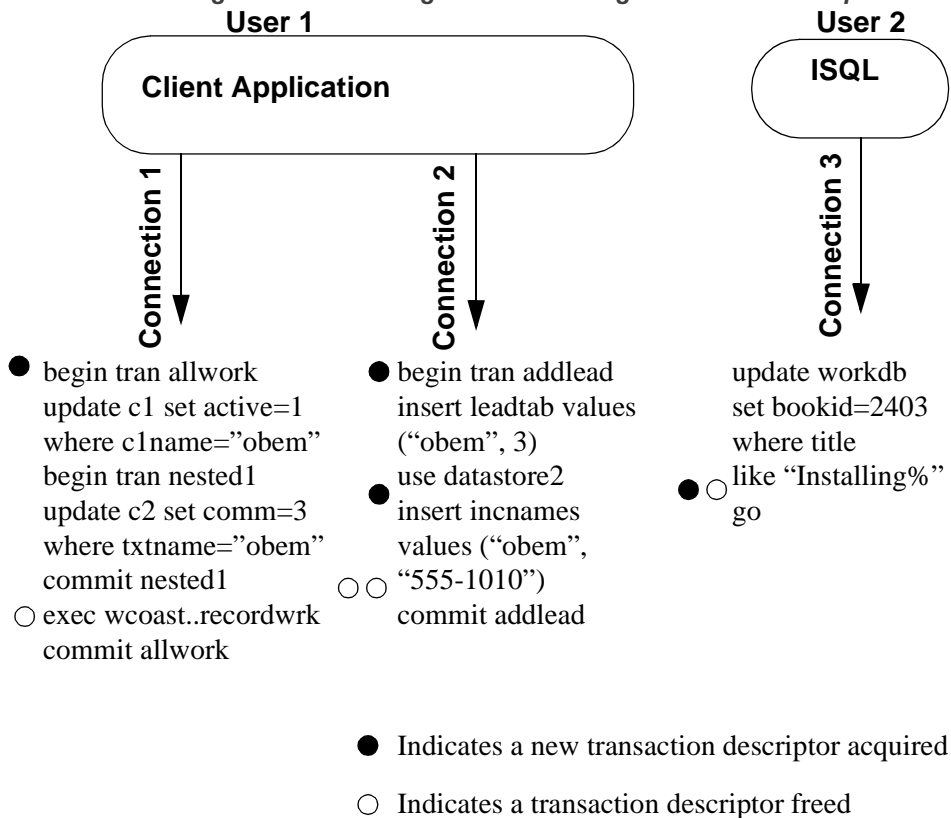 User 1
User 2
Client Application
ISQL
Connection 1
Connection 2
Connection 3
begin tran allwork
update c1 set active=1
where c1name=”obem”
begin tran nested1
update c2 set comm=3
where txtname=”obem”
commit nested1
exec wcoast..recordwrk
commit allwork
begin tran addlead
insert leadtab values
(“obem”, 3)
use datastore2
insert incnames
values (“obem”,
“555-1010”)
commit addlead
update workdb
set bookid=2403
where title
like “Installing%”
go
Indicates a new transaction descriptor acquired
Indicates a transaction descriptor freed